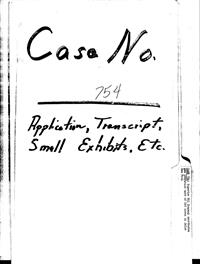 Case No.
754
Application, Transcript,
Small Exhibits, Etc.